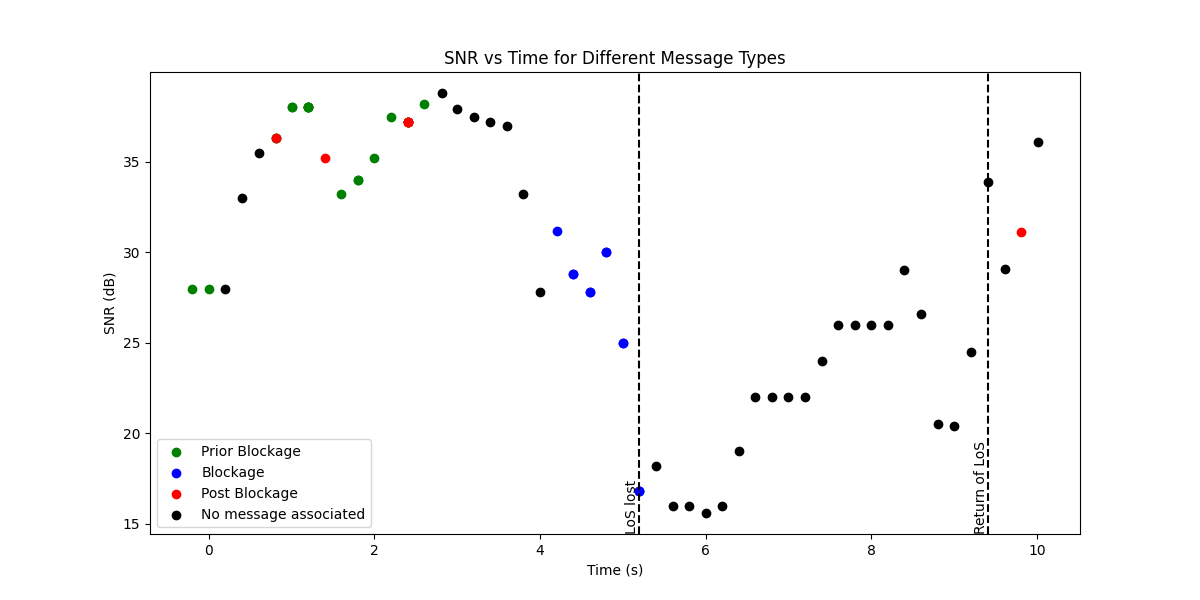 SNR vs Time for Different Message Types
SNR (dB)
35
30
25
20
15
Prior Blockage
Blockage
Post Blockage
No message associated
LoS lost
Return of LoS
0
2
4
6
8
10
Time (s)